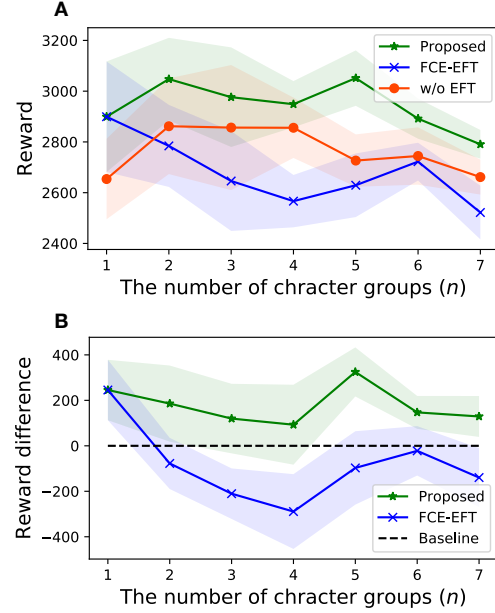 A
3200
3000
2800
2600
2400
Reward
Proposed
FCE-EFT
w/o EFT
1 2 3 4 5 6 7
The number of chracter groups (n)
B
400
200
0
−200
−400
Reward difference
Proposed
FCE-EFT
Baseline
1 2 3 4 5 6 7
The number of chracter groups (n)